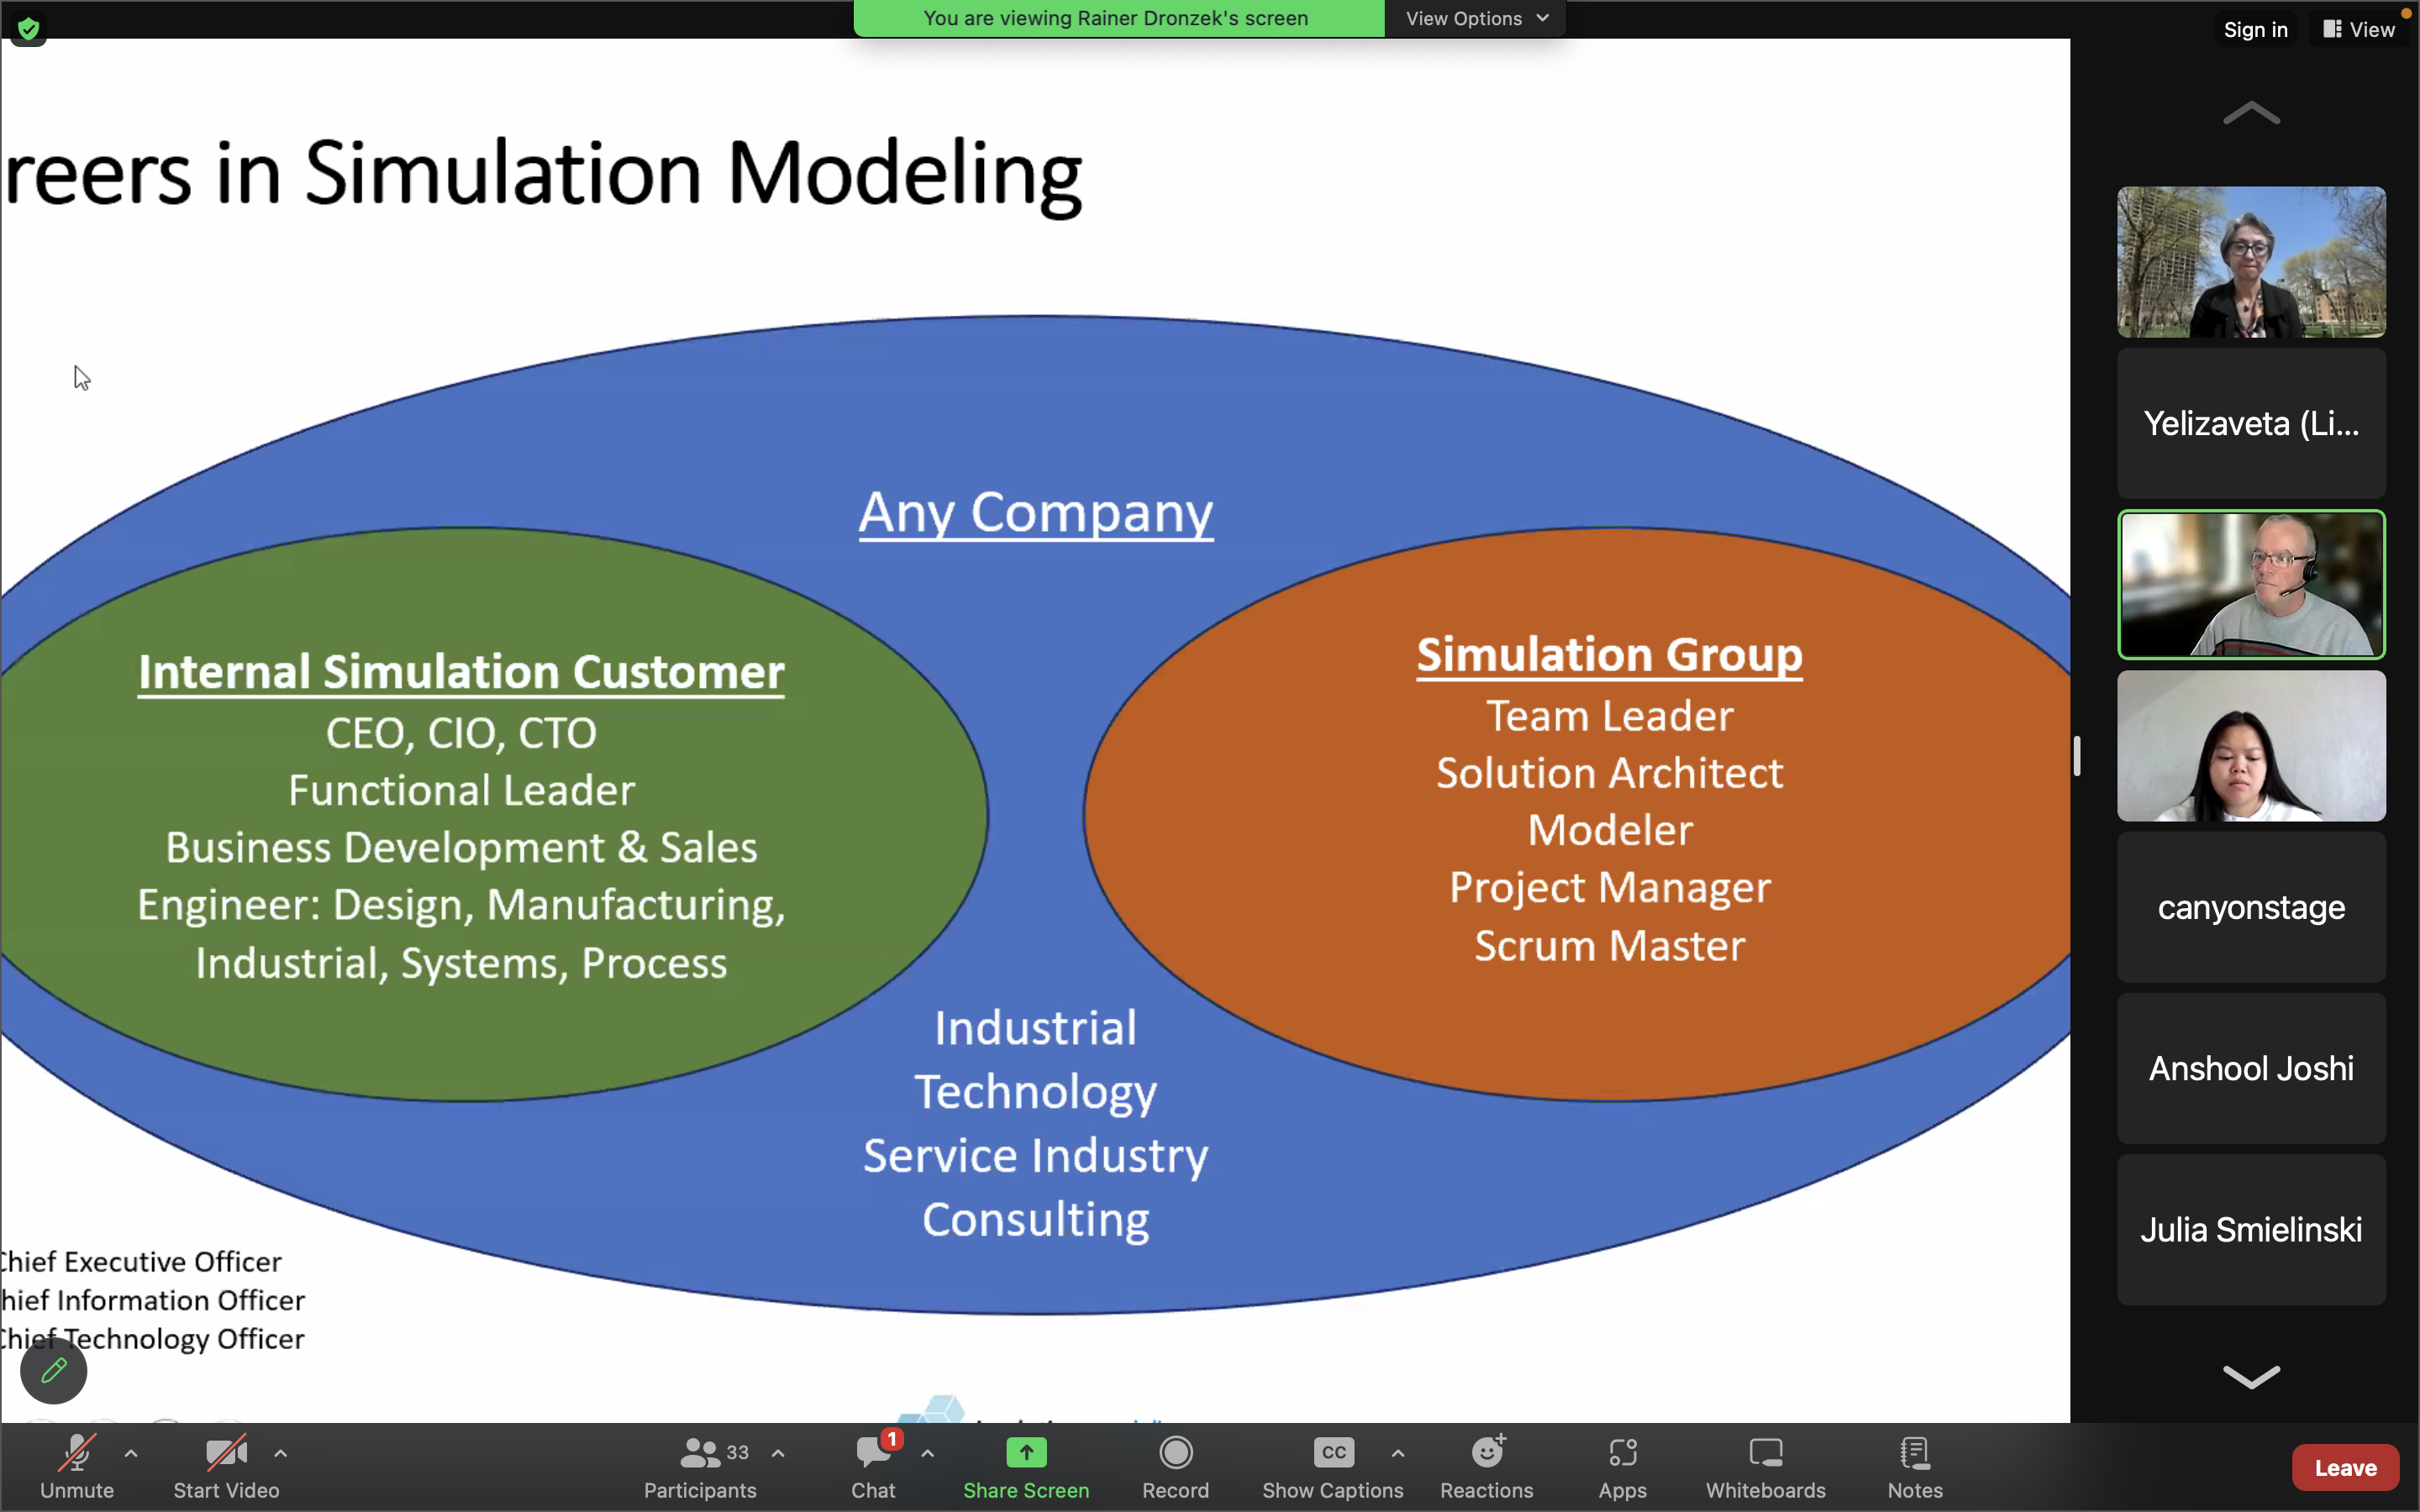 You are viewing Rainer Dronzek's screen
View Options
Sign in
View
reers in Simulation Modeling
Any Company
Internal Simulation Customer
CEO, CIO, CTO
Functional Leader
Business Development & Sales
Engineer: Design, Manufacturing,
Industrial, Systems, Process
Simulation Group
Team Leader
Solution Architect
Modeler
Project Manager
Scrum Master
Industrial
Technology
Service Industry
Consulting
Chief Executive Officer
hief Information Officer
Chief Technology Officer
Yelizaveta (Li...
canyonstage
Anshool Joshi
Julia Smielinski
Unmute
Start Video
33
Participants
1
Chat
Share Screen
Record
CC
Show Captions
Reactions
Apps
Whiteboards
Notes
Leave